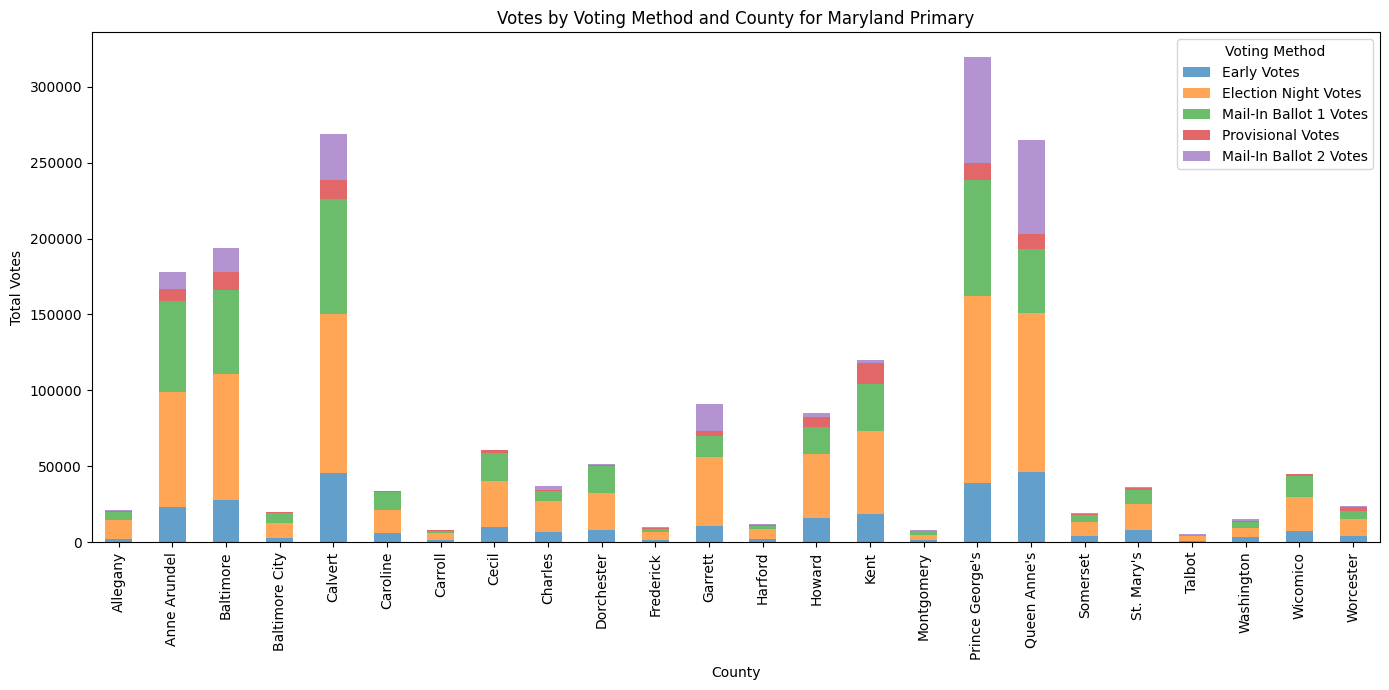 Votes by Voting Method and County for Maryland Primary
Voting Method
Early Votes
Election Night Votes
Mail-In Ballot 1 Votes
Provisional Votes
Mail-In Ballot 2 Votes
Total Votes
300000
250000
200000
150000
100000
50000
0
Allegany
Anne Arundel
Baltimore
Baltimore City
Calvert
Caroline
Carroll
Cecil
Charles
Dorchester
Frederick
Garrett
Harford
Howard
Kent
Montgomery
Prince George's
Queen Anne's
Somerset
St. Mary's
Talbot
Washington
Wicomico
Worcester
County